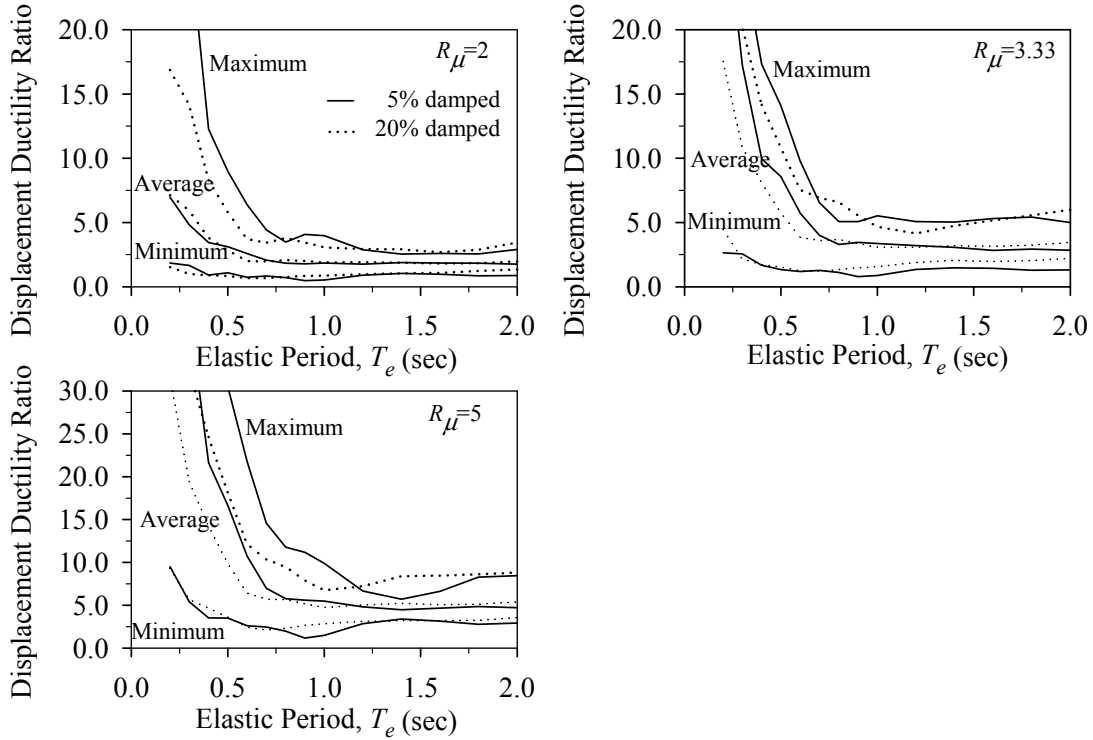 Displacement Ductility Ratio
20.0
15.0
10.0
5.0
0.0
R_μ=2
Maximum
5% damped
20% damped
Average
Minimum
0.0 0.5 1.0 1.5 2.0
Elastic Period, T_e (sec)
Displacement Ductility Ratio
20.0
15.0
10.0
5.0
0.0
R_μ=3.33
Maximum
Average
Minimum
0.0 0.5 1.0 1.5 2.0
Elastic Period, T_e (sec)
Displacement Ductility Ratio
30.0
25.0
20.0
15.0
10.0
5.0
0.0
R_μ=5
Maximum
Average
Minimum
0.0 0.5 1.0 1.5 2.0
Elastic Period, T_e (sec)